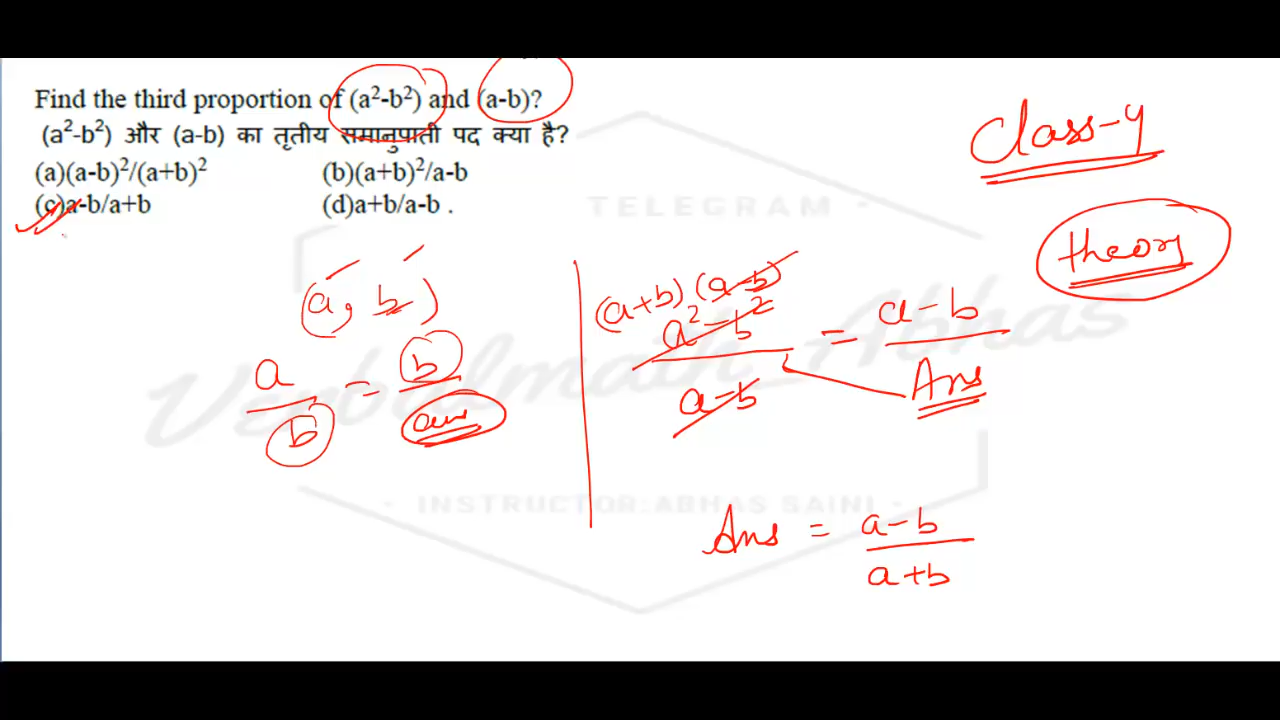 Find the third proportion of (a²-b²) and (a-b)?
(a²-b²) और (a-b) का तृतीय समानुपाती पद क्या है?
(a)(a-b)²/(a+b)² (b)(a+b)²/a-b
(c)a-b/a+b (d)a+b/a-b .
Class-4
theory
(a, b)
a/b = b/ans
(a+b) (a-b)
a²-b²/a-b = a-b/Ans
Ans = a-b/a+b
TELEGRAM -
Verbalmath_Abhas
- INSTRUCTOR:ABHAS SAINI -